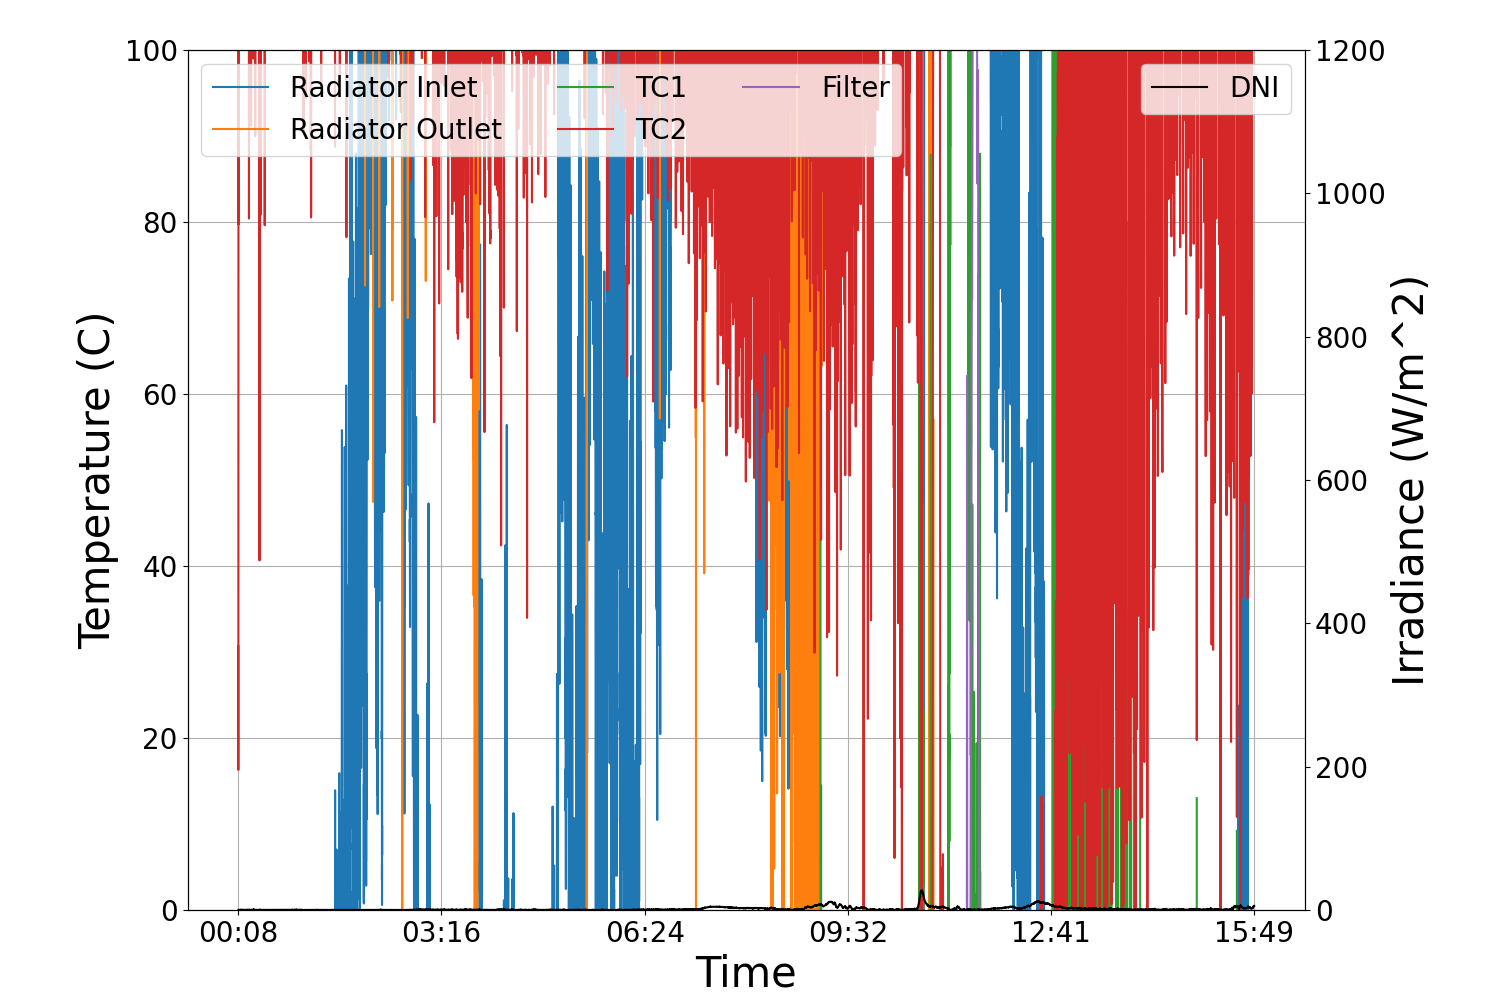 100
80
60
40
20
0
Temperature (C)
Radiator Inlet
Radiator Outlet
TC1
TC2
Filter
DNI
1200
1000
800
600
400
200
0
Irradiance (W/m^2)
00:08
03:16
06:24
09:32
12:41
15:49
Time